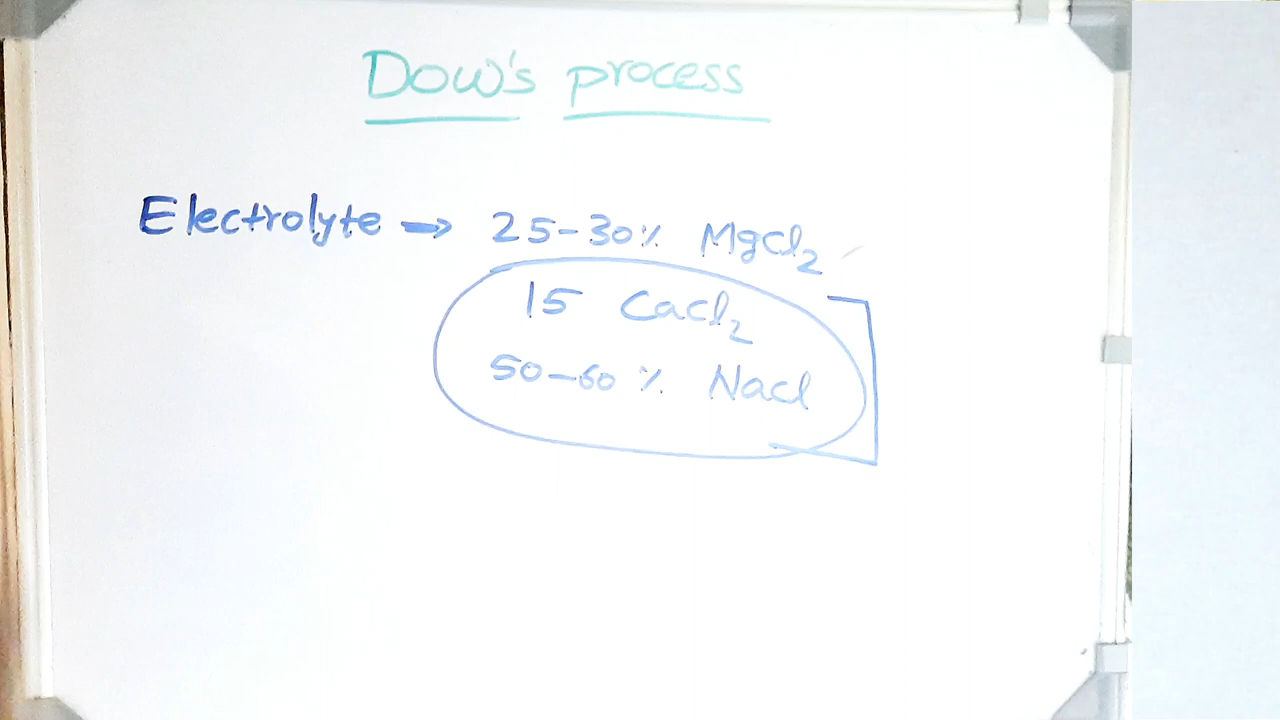 Dow's process
Electrolyte → 25-30% MgCl2
15 CaCl2
50-60 % NaCl